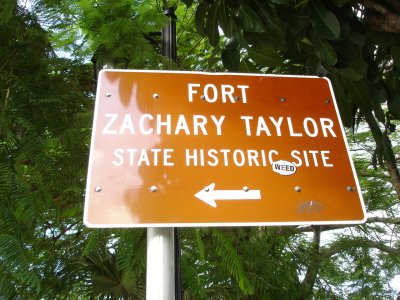 FORT
ZACHARY TAYLOR
STATE HISTORIC SITE
WEED